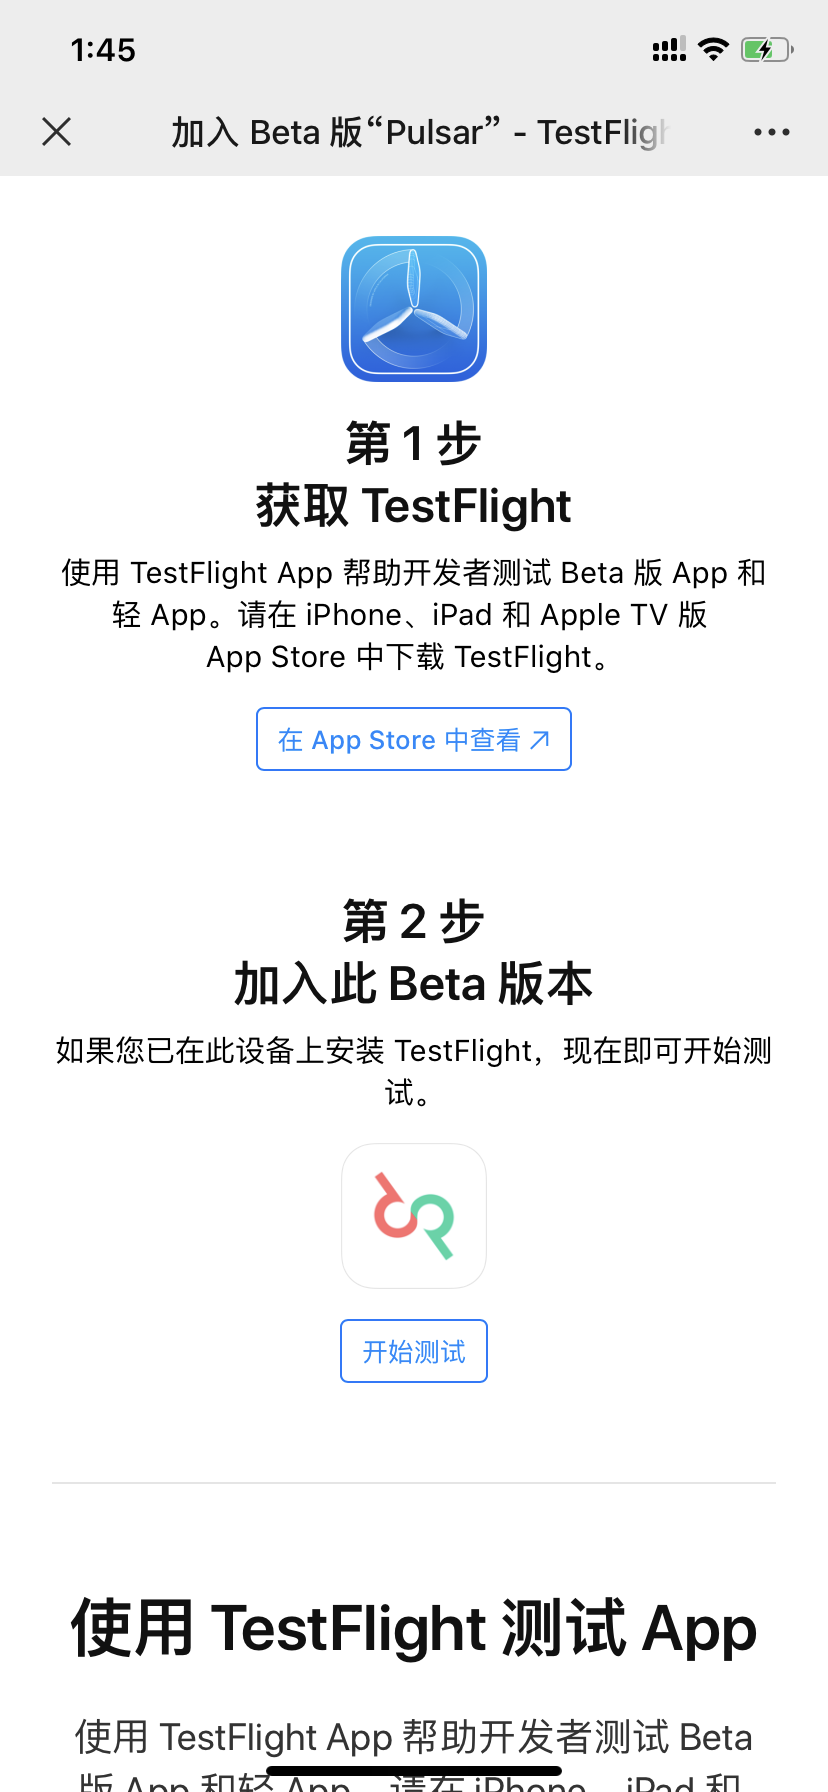 1:45
加入 Beta 版“Pulsar” - TestFligh
第 1 步
获取 TestFlight
使用 TestFlight App 帮助开发者测试 Beta 版 App 和
轻 App。请在 iPhone、iPad 和 Apple TV 版
App Store 中下载 TestFlight。
在 App Store 中查看
第 2 步
加入此 Beta 版本
如果您已在此设备上安装 TestFlight，现在即可开始测
试。
开始测试
使用 TestFlight 测试 App
使用 TestFlight App 帮助开发者测试 Beta
版 App 和轻 App。请在 iPhone、iPad 和